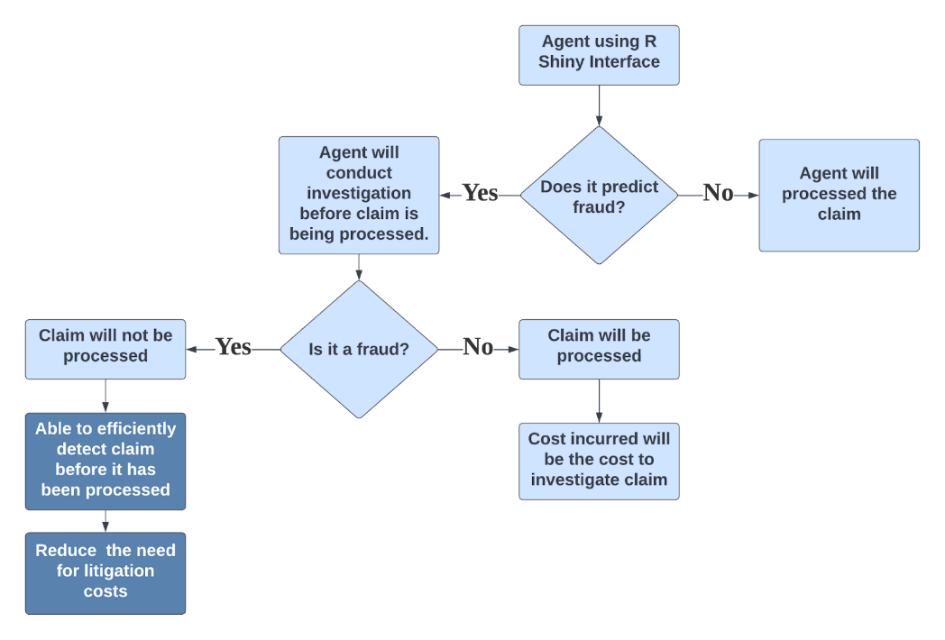 Agent using R
Shiny Interface
Does it predict
fraud?
Yes
No
Agent will
conduct
investigation
before claim is
being processed.
Agent will
processed the
claim
Is it a fraud?
Yes
No
Claim will not be
processed
Claim will be
processed
Able to efficiently
detect claim
before it has
been processed
Cost incurred will
be the cost to
investigate claim
Reduce  the need
for litigation
costs